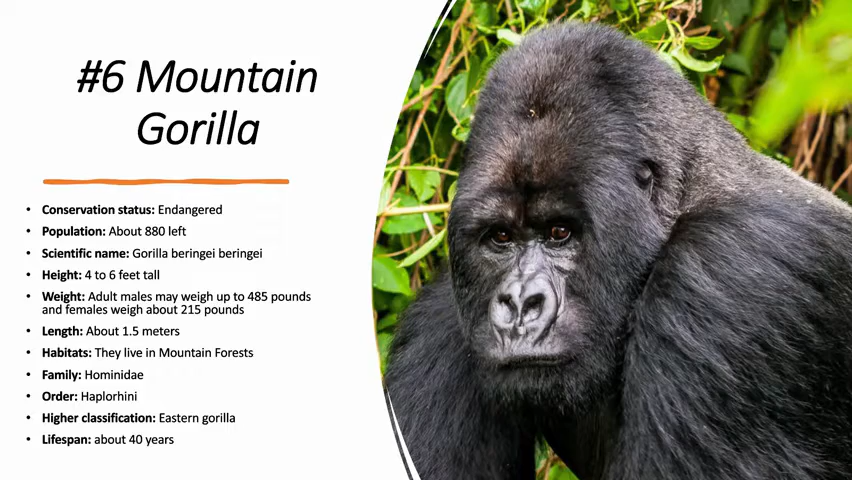 #6 Mountain
Gorilla
• Conservation status: Endangered
• Population: About 880 left
• Scientific name: Gorilla beringei beringei
• Height: 4 to 6 feet tall
• Weight: Adult males may weigh up to 485 pounds
and females weigh about 215 pounds
• Length: About 1.5 meters
• Habitats: They live in Mountain Forests
• Family: Hominidae
• Order: Haplorhini
• Higher classification: Eastern gorilla
• Lifespan: about 40 years